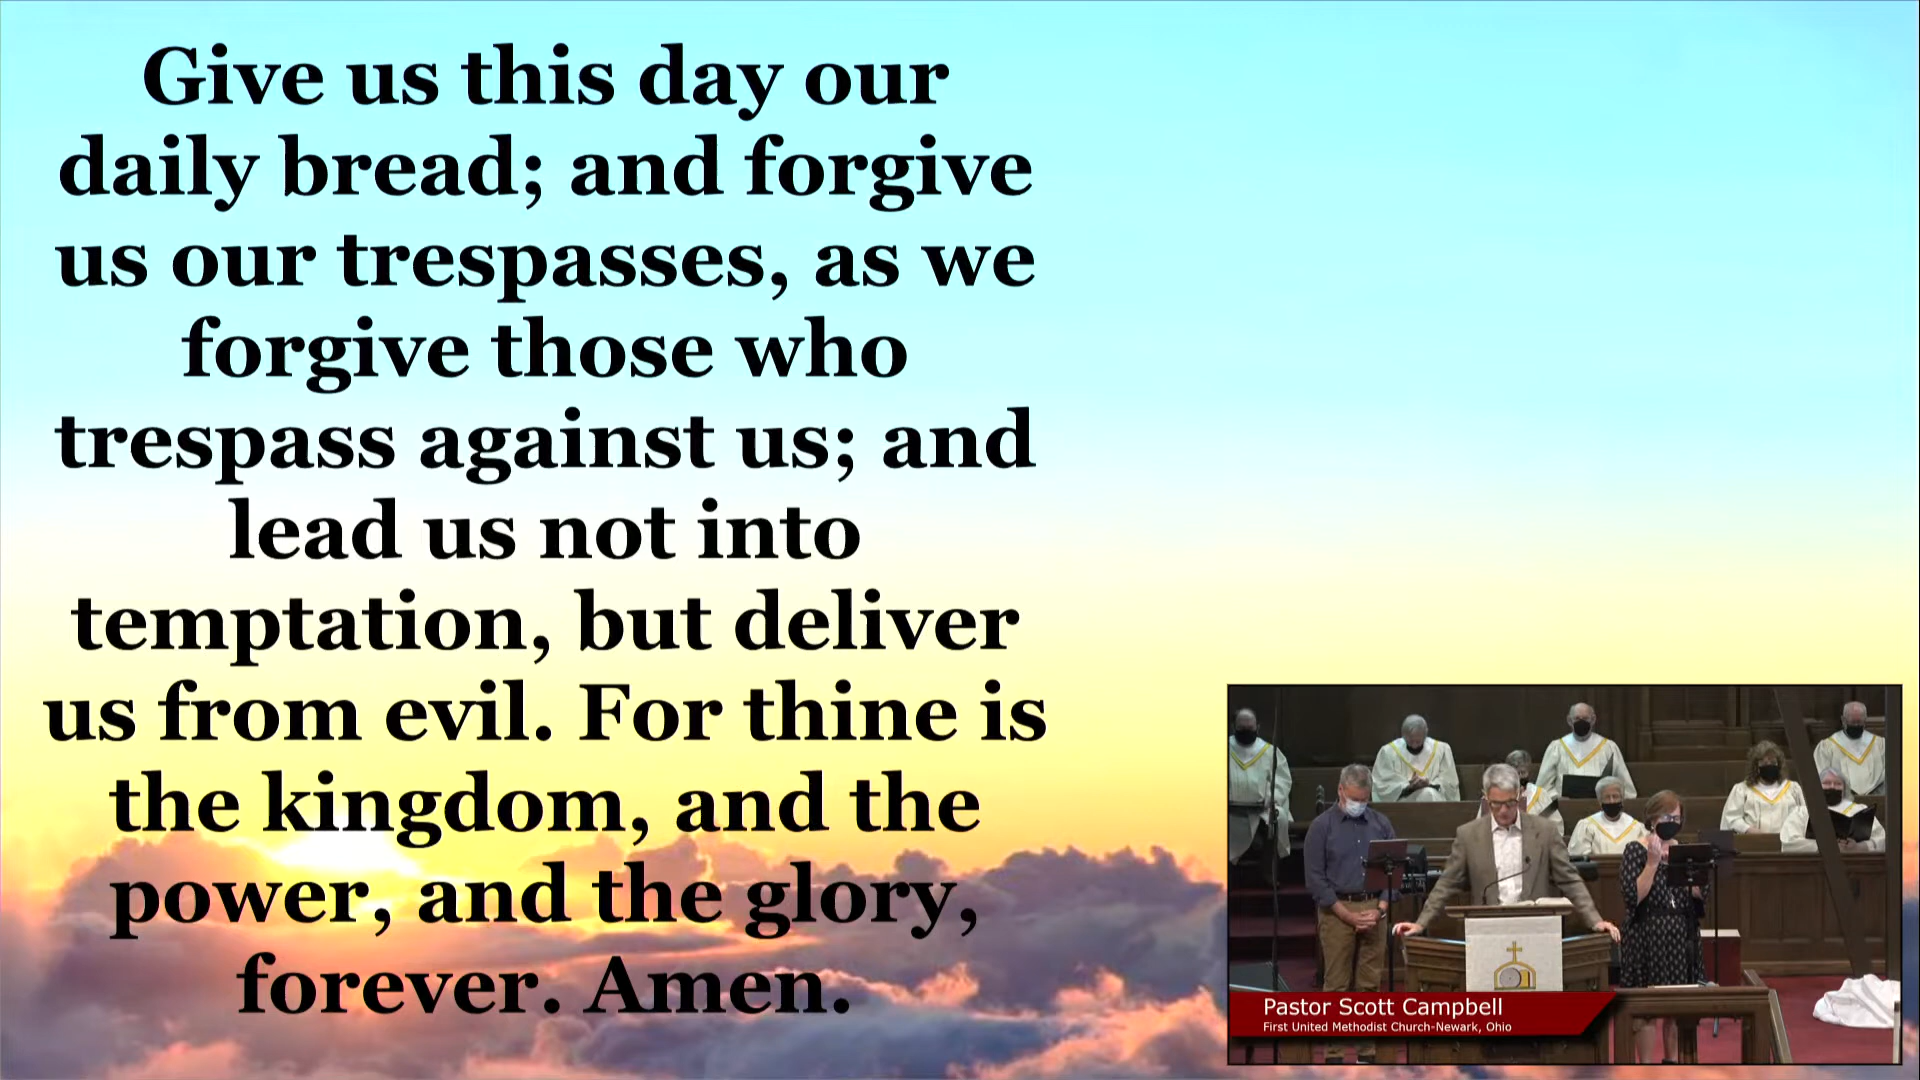 Give us this day our
daily bread; and forgive
us our trespasses, as we
forgive those who
trespass against us; and
lead us not into
temptation, but deliver
us from evil. For thine is
the kingdom, and the
power, and the glory,
forever. Amen.
Pastor Scott Campbell
First United Methodist Church-Newark, Ohio